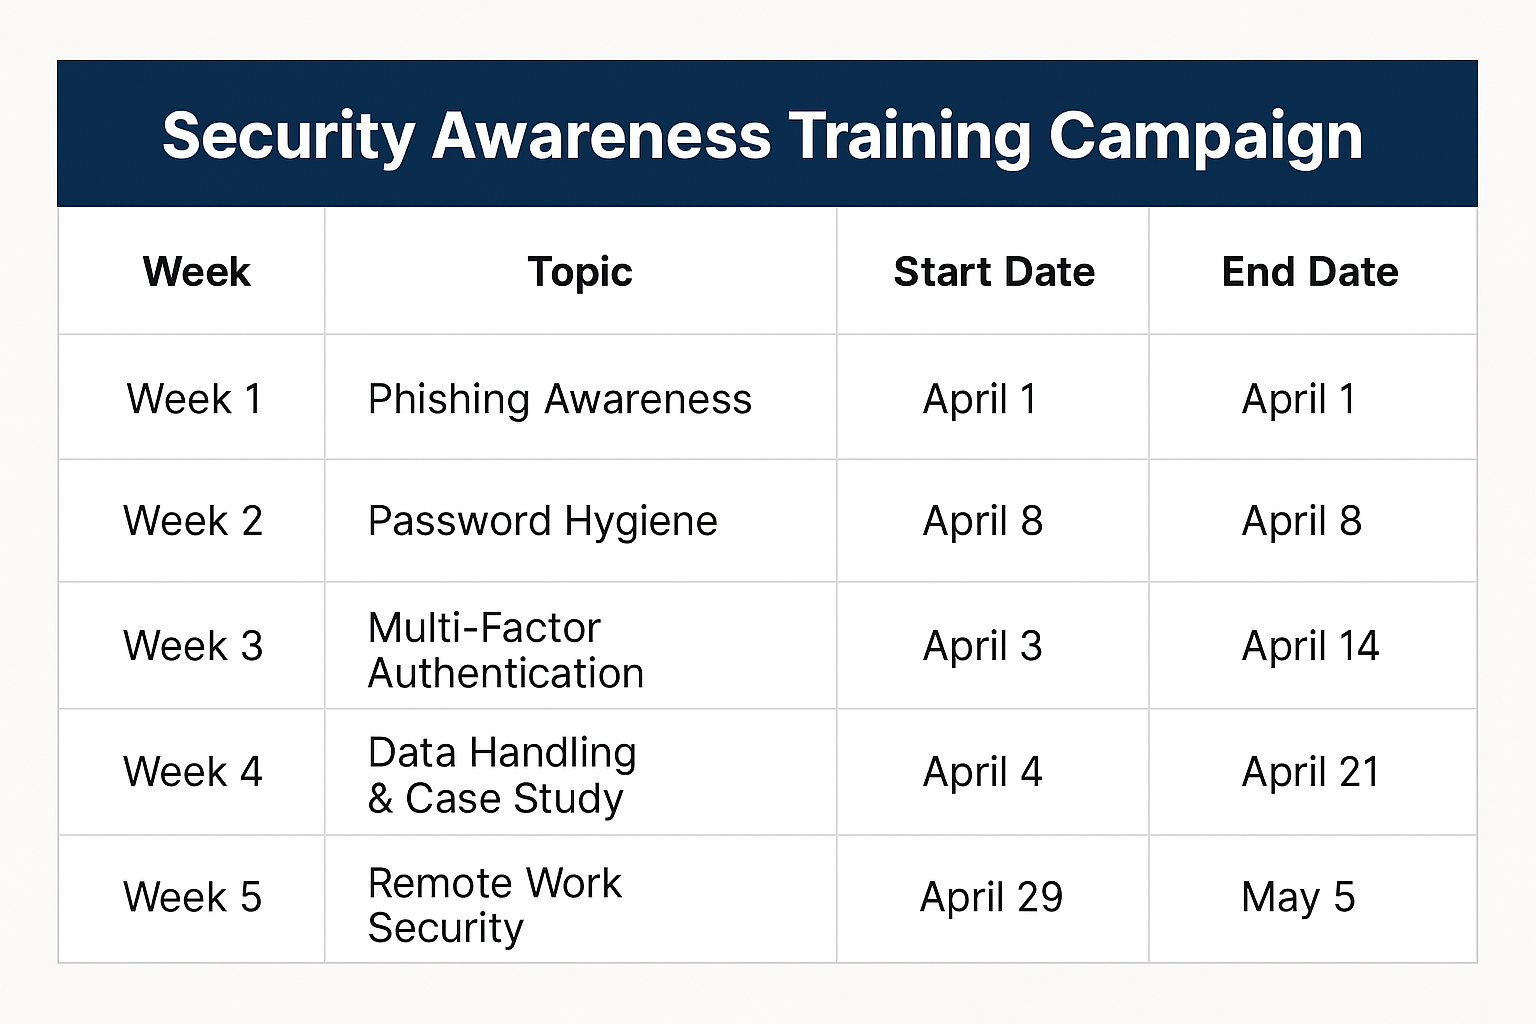 Security Awareness Training Campaign
Week Topic Start Date End Date
Week 1 Phishing Awareness April 1 April 1
Week 2 Password Hygiene April 8 April 8
Week 3 Multi-Factor
Authentication April 3 April 14
Week 4 Data Handling
& Case Study April 4 April 21
Week 5 Remote Work
Security April 29 May 5